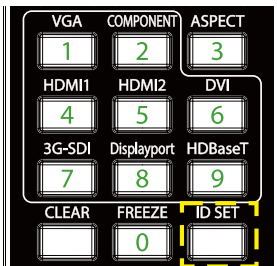 VGA COMPONENT ASPECT
1 2 3
HDMI1 HDMI2 DVI
4 5 6
3G-SDI Displayport HDBaseT
7 8 9
CLEAR FREEZE ID SET
0